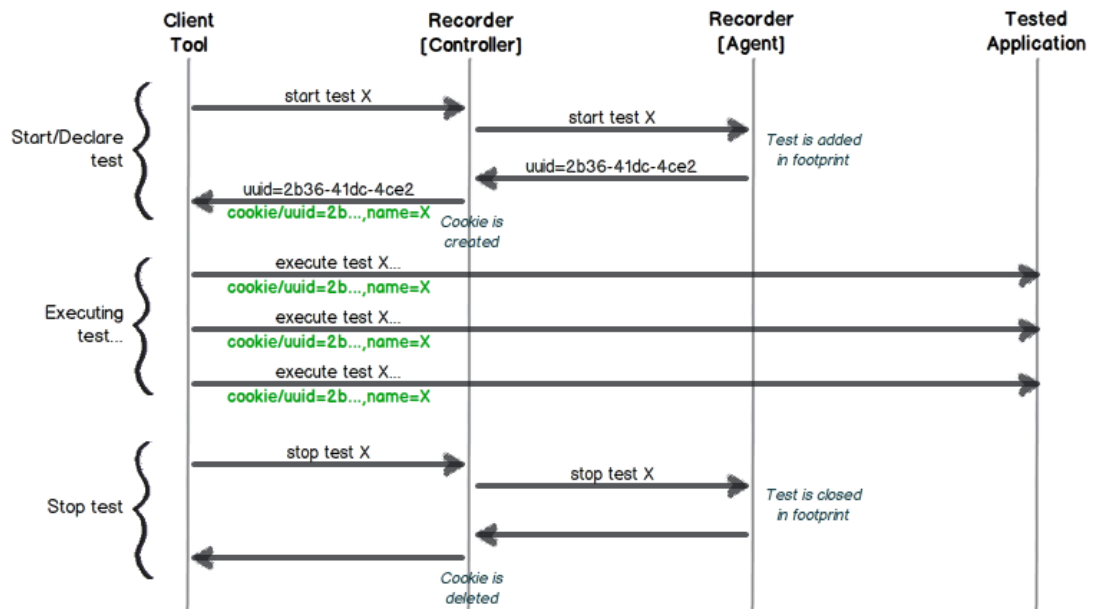 Client
Tool
Recorder
[Controller]
Recorder
[Agent]
Tested
Application
start test X
start test X
Start/Declare
test
Test is added
in footprint
uuid=2b36-41dc-4ce2
uuid=2b36-41dc-4ce2
cookie/uuid=2b...,name=X
Cookie is
created
execute test X...
cookie/uuid=2b...,name=X
Executing
test...
execute test X...
cookie/uuid=2b...,name=X
execute test X...
cookie/uuid=2b...,name=X
stop test X
stop test X
Stop test
Test is closed
in footprint
Cookie is
deleted